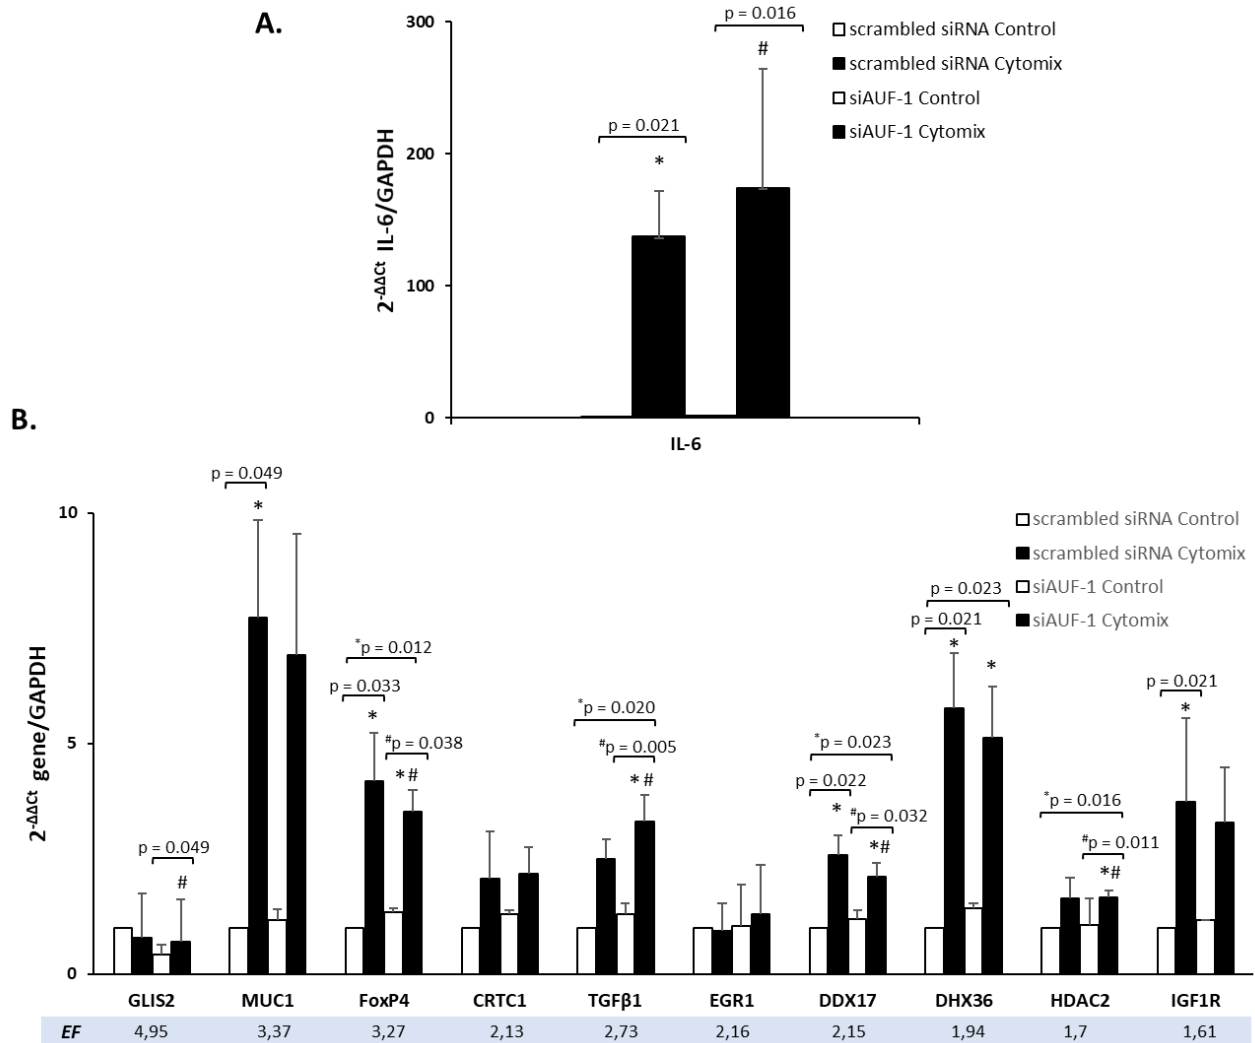 A.
300
200
100
0
2^-ΔΔCt IL-6/GAPDH
p = 0.021
*
p = 0.016
#
IL-6
scrambled siRNA Control
scrambled siRNA Cytomix
siAUF-1 Control
siAUF-1 Cytomix
B.
10
5
0
2^-ΔΔCt gene/GAPDH
scrambled siRNA Control
scrambled siRNA Cytomix
siAUF-1 Control
siAUF-1 Cytomix
p = 0.049
#
p = 0.049
*
*p = 0.012
p = 0.033
*
#p = 0.038
*#
*p = 0.020
#p = 0.005
*#
*p = 0.023
p = 0.022
*
#p = 0.032
*#
p = 0.023
p = 0.021
*
*
*p = 0.016
#p = 0.011
*#
p = 0.021
*
GLIS2 MUC1 FoxP4 CRTC1 TGFβ1 EGR1 DDX17 DHX36 HDAC2 IGF1R
EF 4,95 3,37 3,27 2,13 2,73 2,16 2,15 1,94 1,7 1,61